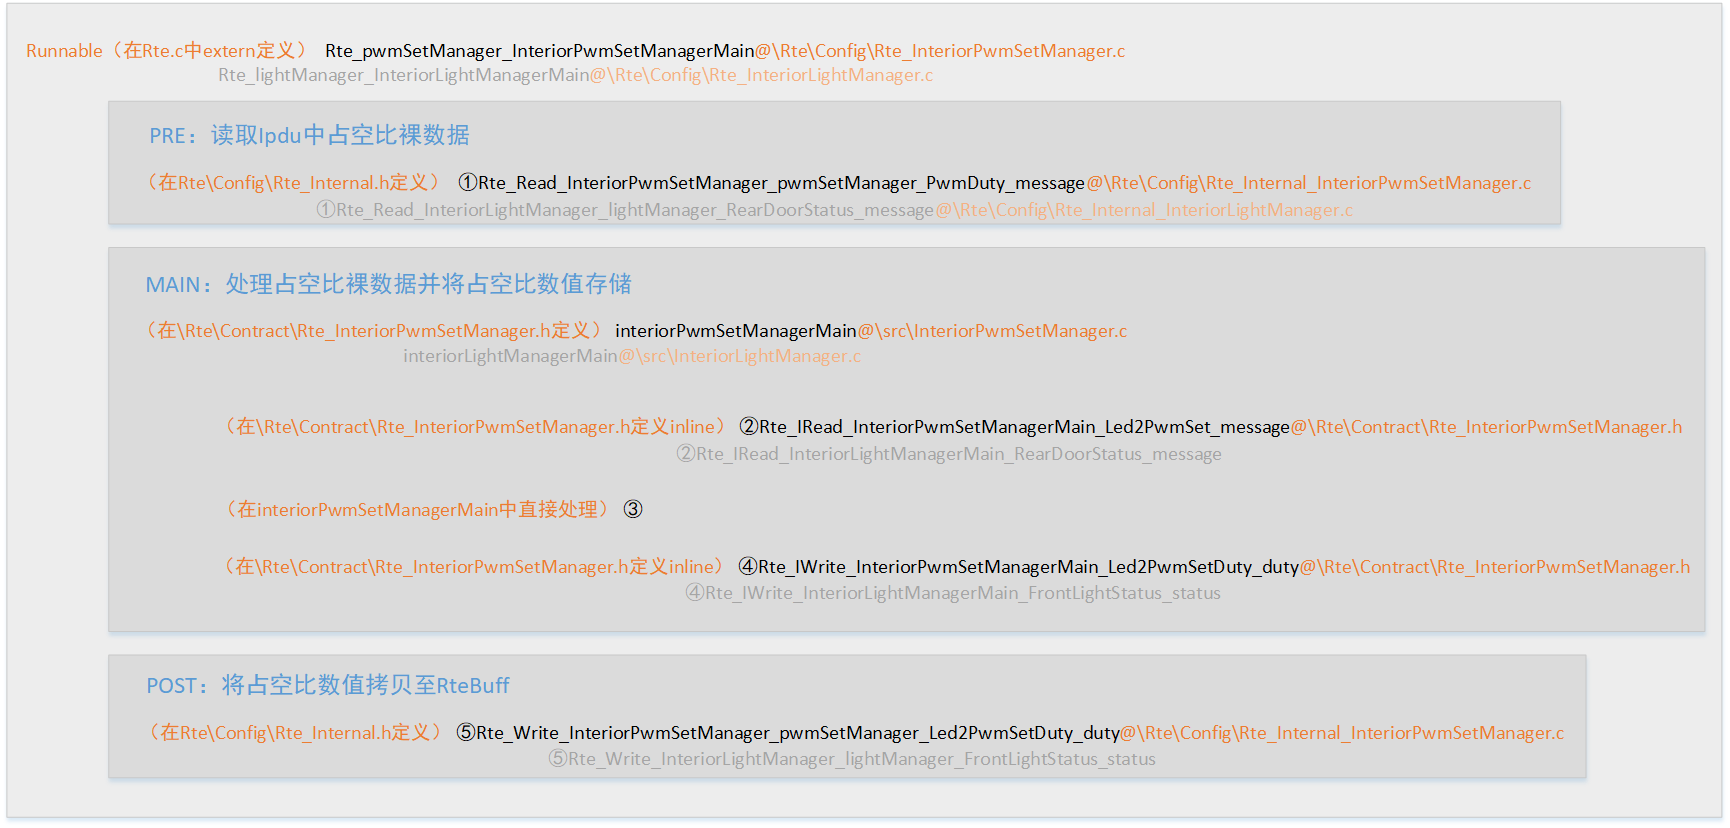 Runnable（在Rte.c中extern定义） Rte_pwmSetManager_InteriorPwmSetManagerMain@\Rte\Config\Rte_InteriorPwmSetManager.c
Rte_lightManager_InteriorLightManagerMain@\Rte\Config\Rte_InteriorLightManager.c
PRE：读取Ipdu中占空比裸数据
（在Rte\Config\Rte_Internal.h定义） ①Rte_Read_InteriorPwmSetManager_pwmSetManager_PwmDuty_message@\Rte\Config\Rte_Internal_InteriorPwmSetManager.c
①Rte_Read_InteriorLightManager_lightManager_RearDoorStatus_message@\Rte\Config\Rte_Internal_InteriorLightManager.c
MAIN：处理占空比裸数据并将占空比数值存储
（在\Rte\Contract\Rte_InteriorPwmSetManager.h定义） interiorPwmSetManagerMain@\src\InteriorPwmSetManager.c
interiorLightManagerMain@\src\InteriorLightManager.c
（在\Rte\Contract\Rte_InteriorPwmSetManager.h定义inline） ②Rte_IRead_InteriorPwmSetManagerMain_Led2PwmSet_message@\Rte\Contract\Rte_InteriorPwmSetManager.h
②Rte_IRead_InteriorLightManagerMain_RearDoorStatus_message
（在interiorPwmSetManagerMain中直接处理） ③
（在\Rte\Contract\Rte_InteriorPwmSetManager.h定义inline） ④Rte_IWrite_InteriorPwmSetManagerMain_Led2PwmSetDuty_duty@\Rte\Contract\Rte_InteriorPwmSetManager.h
④Rte_IWrite_InteriorLightManagerMain_FrontLightStatus_status
POST：将占空比数值拷贝至RteBuff
（在Rte\Config\Rte_Internal.h定义） ⑤Rte_Write_InteriorPwmSetManager_pwmSetManager_Led2PwmSetDuty_duty@\Rte\Config\Rte_Internal_InteriorPwmSetManager.c
⑤Rte_Write_InteriorLightManager_lightManager_FrontLightStatus_status